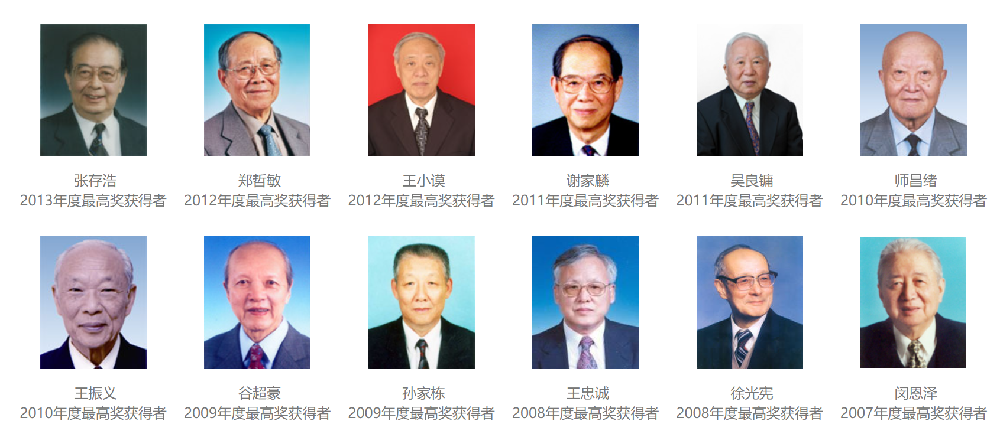 张存浩
2013年度最高奖获得者
郑哲敏
2012年度最高奖获得者
王小谟
2012年度最高奖获得者
谢家麟
2011年度最高奖获得者
吴良镛
2011年度最高奖获得者
师昌绪
2010年度最高奖获得者
王振义
2010年度最高奖获得者
谷超豪
2009年度最高奖获得者
孙家栋
2009年度最高奖获得者
王忠诚
2008年度最高奖获得者
徐光宪
2008年度最高奖获得者
闵恩泽
2007年度最高奖获得者